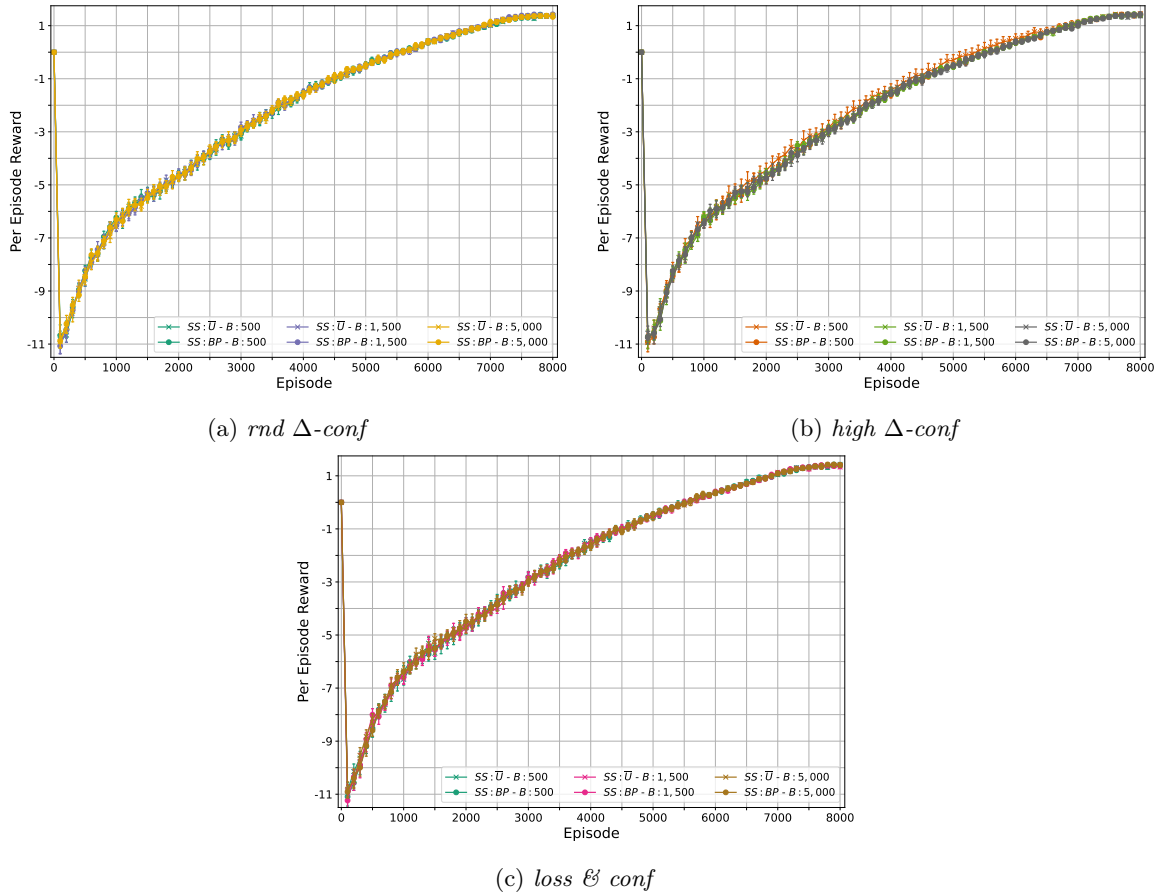 1
-1
-3
-5
-7
-9
-11
Per Episode Reward
0 1000 2000 3000 4000 5000 6000 7000 8000
Episode
SS : U̅ - B : 500 SS : U̅ - B : 1,500 SS : U̅ - B : 5,000
SS : BP - B : 500 SS : BP - B : 1,500 SS : BP - B : 5,000
(a) rnd Δ-conf
1
-1
-3
-5
-7
-9
-11
Per Episode Reward
0 1000 2000 3000 4000 5000 6000 7000 8000
Episode
SS : U̅ - B : 500 SS : U̅ - B : 1,500 SS : U̅ - B : 5,000
SS : BP - B : 500 SS : BP - B : 1,500 SS : BP - B : 5,000
(b) high Δ-conf
1
-1
-3
-5
-7
-9
-11
Per Episode Reward
0 1000 2000 3000 4000 5000 6000 7000 8000
Episode
SS : U̅ - B : 500 SS : U̅ - B : 1,500 SS : U̅ - B : 5,000
SS : BP - B : 500 SS : BP - B : 1,500 SS : BP - B : 5,000
(c) loss & conf